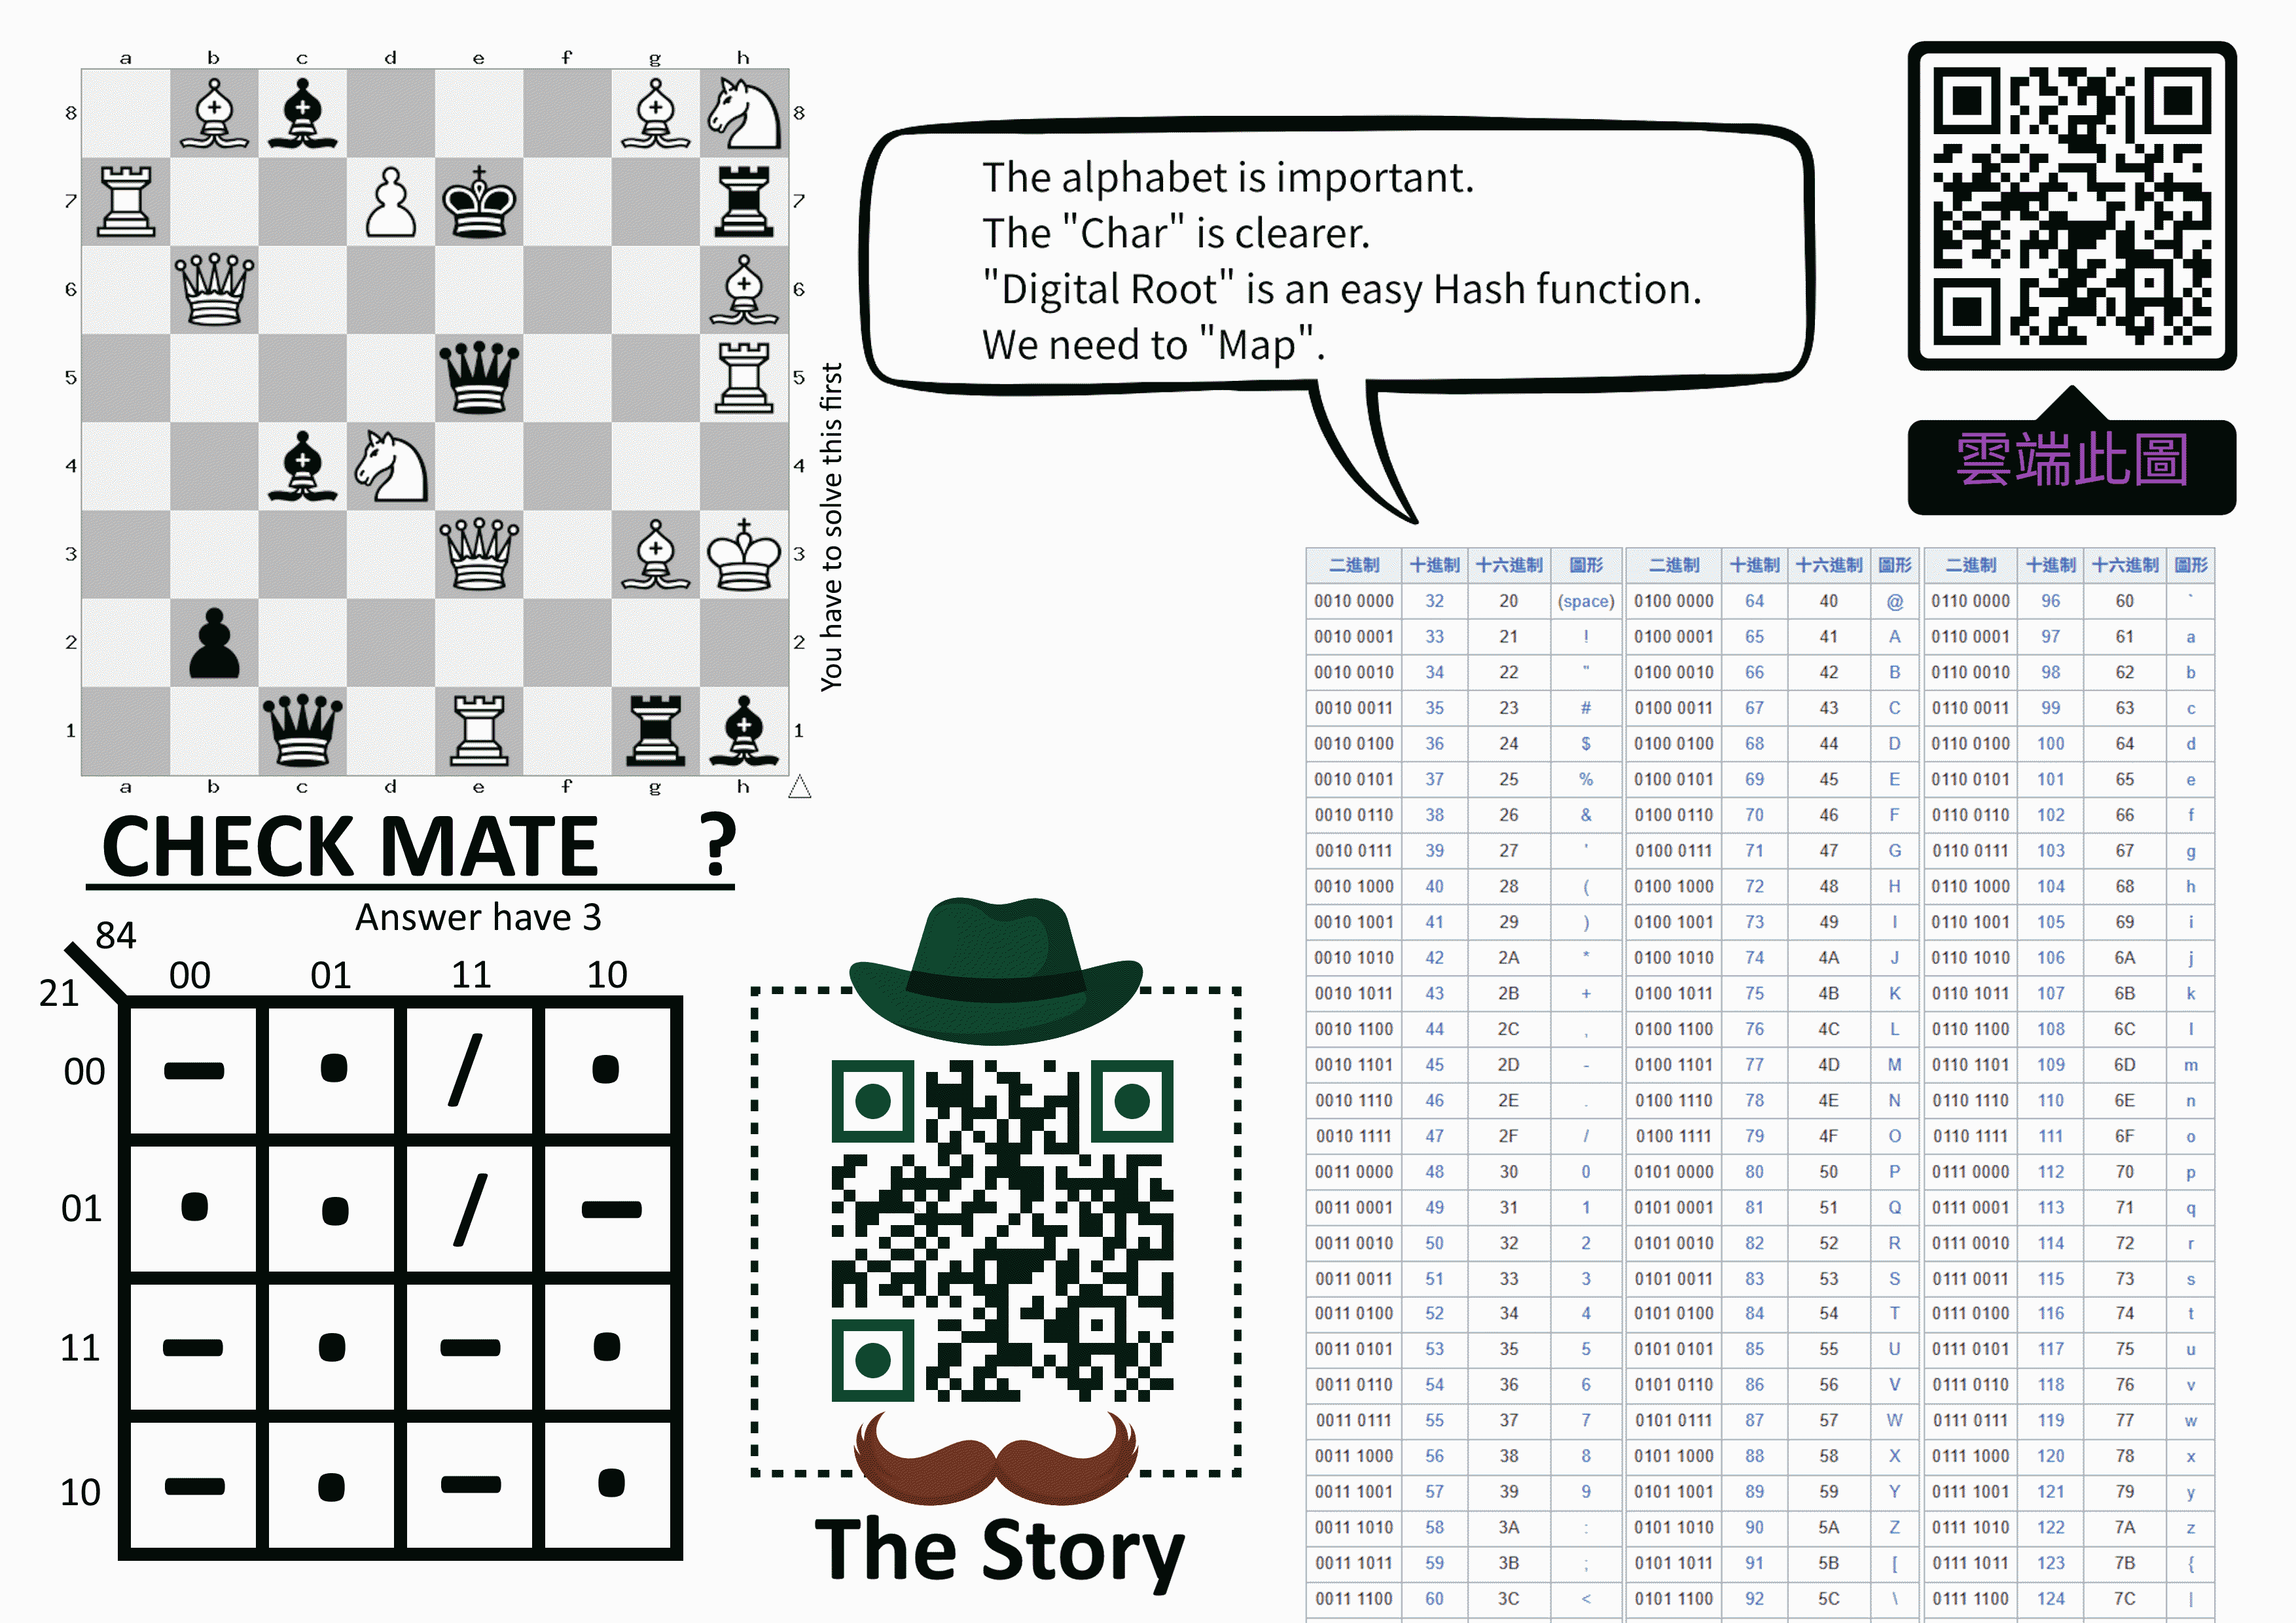 a b c d e f g h
8 8
7 7
6 6
5 5
4 4
3 3
2 2
1 1
a b c d e f g h
You have to solve this first
CHECK MATE ?
Answer have 3
84
21
00 01 11 10
00 — • / •
01 • • / —
11 — • — •
10 — • — •
The alphabet is important.
The "Char" is clearer.
"Digital Root" is an easy Hash function.
We need to "Map".
雲端此圖
The Story
二進制 十進制 十六進制 圖形 二進制 十進制 十六進制 圖形 二進制 十進制 十六進制 圖形
0010 0000 32 20 (space) 0100 0000 64 40 @ 0110 0000 96 60 `
0010 0001 33 21 ! 0100 0001 65 41 A 0110 0001 97 61 a
0010 0010 34 22 " 0100 0010 66 42 B 0110 0010 98 62 b
0010 0011 35 23 # 0100 0011 67 43 C 0110 0011 99 63 c
0010 0100 36 24 $ 0100 0100 68 44 D 0110 0100 100 64 d
0010 0101 37 25 % 0100 0101 69 45 E 0110 0101 101 65 e
0010 0110 38 26 & 0100 0110 70 46 F 0110 0110 102 66 f
0010 0111 39 27 ' 0100 0111 71 47 G 0110 0111 103 67 g
0010 1000 40 28 ( 0100 1000 72 48 H 0110 1000 104 68 h
0010 1001 41 29 ) 0100 1001 73 49 I 0110 1001 105 69 i
0010 1010 42 2A * 0100 1010 74 4A J 0110 1010 106 6A j
0010 1011 43 2B + 0100 1011 75 4B K 0110 1011 107 6B k
0010 1100 44 2C , 0100 1100 76 4C L 0110 1100 108 6C l
0010 1101 45 2D - 0100 1101 77 4D M 0110 1101 109 6D m
0010 1110 46 2E . 0100 1110 78 4E N 0110 1110 110 6E n
0010 1111 47 2F / 0100 1111 79 4F O 0110 1111 111 6F o
0011 0000 48 30 0 0101 0000 80 50 P 0111 0000 112 70 p
0011 0001 49 31 1 0101 0001 81 51 Q 0111 0001 113 71 q
0011 0010 50 32 2 0101 0010 82 52 R 0111 0010 114 72 r
0011 0011 51 33 3 0101 0011 83 53 S 0111 0011 115 73 s
0011 0100 52 34 4 0101 0100 84 54 T 0111 0100 116 74 t
0011 0101 53 35 5 0101 0101 85 55 U 0111 0101 117 75 u
0011 0110 54 36 6 0101 0110 86 56 V 0111 0110 118 76 v
0011 0111 55 37 7 0101 0111 87 57 W 0111 0111 119 77 w
0011 1000 56 38 8 0101 1000 88 58 X 0111 1000 120 78 x
0011 1001 57 39 9 0101 1001 89 59 Y 0111 1001 121 79 y
0011 1010 58 3A : 0101 1010 90 5A Z 0111 1010 122 7A z
0011 1011 59 3B ; 0101 1011 91 5B [ 0111 1011 123 7B {
0011 1100 60 3C < 0101 1100 92 5C \ 0111 1100 124 7C |